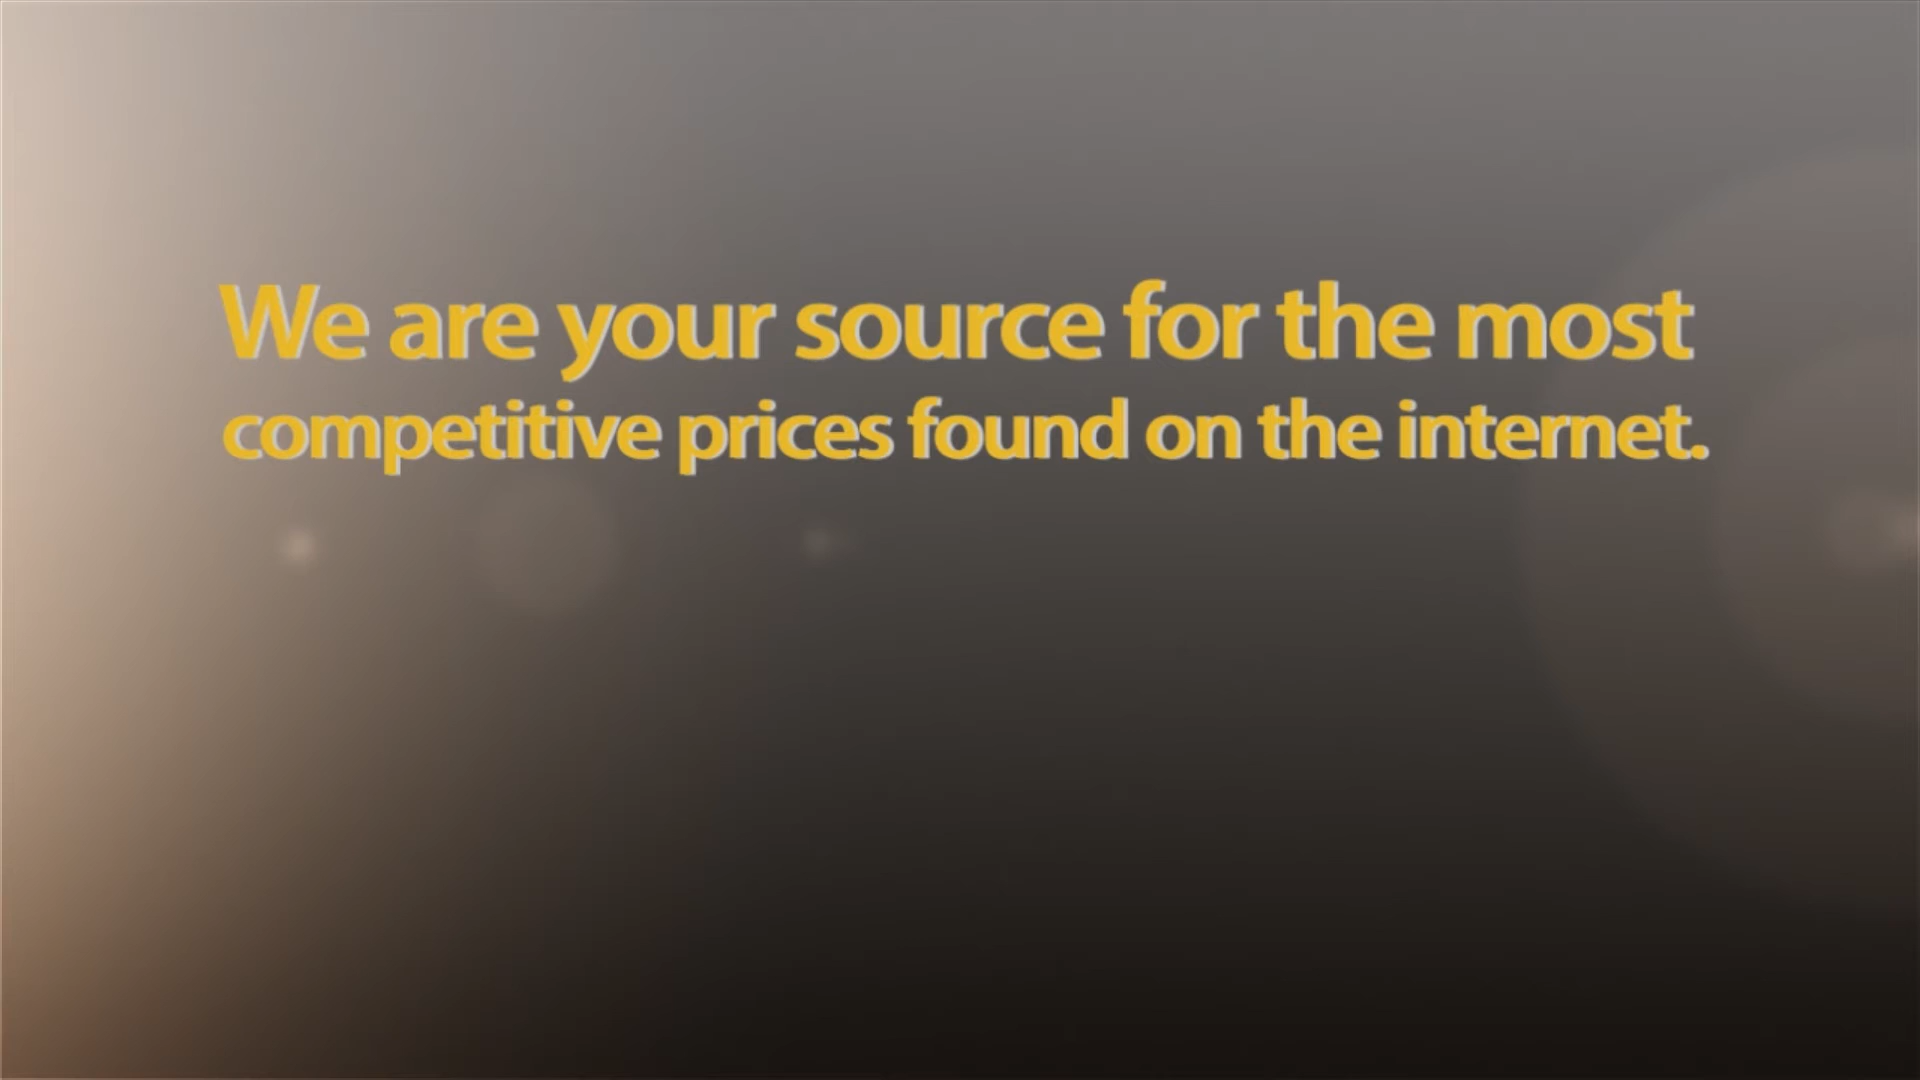 We are your source for the most
competitive prices found on the internet.